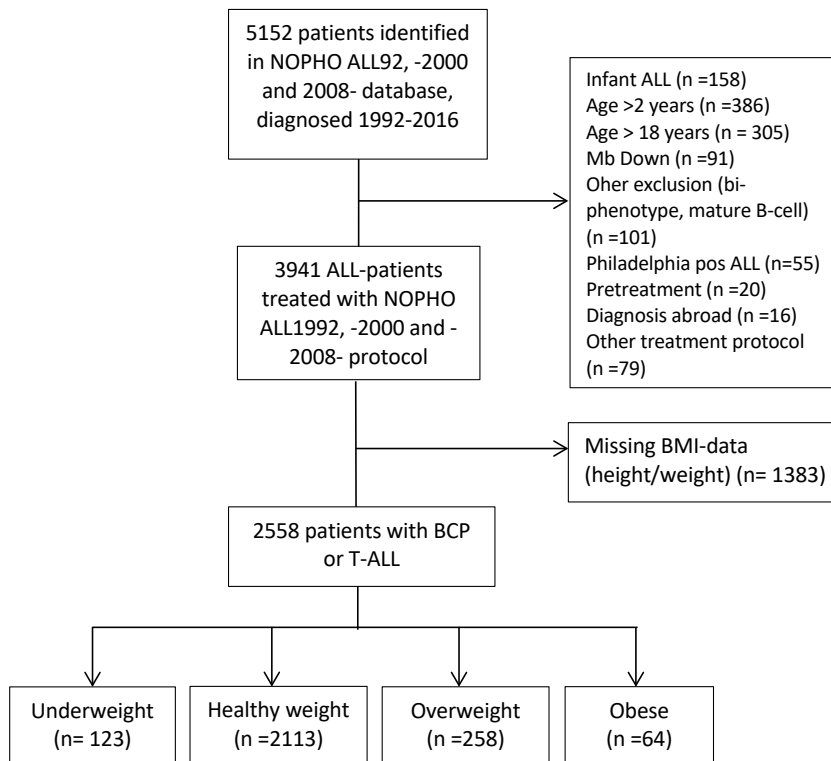 5152 patients identified
in NOPHO ALL92, -2000
and 2008- database,
diagnosed 1992-2016
Infant ALL (n =158)
Age >2 years (n =386)
Age > 18 years (n = 305)
Mb Down (n =91)
Oher exclusion (bi-
phenotype, mature B-cell)
(n =101)
Philadelphia pos ALL (n=55)
Pretreatment (n =20)
Diagnosis abroad (n =16)
Other treatment protocol
(n =79)
3941 ALL-patients
treated with NOPHO
ALL1992, -2000 and -
2008- protocol
Missing BMI-data
(height/weight) (n= 1383)
2558 patients with BCP
or T-ALL
Underweight
(n= 123)
Healthy weight
(n =2113)
Overweight
(n =258)
Obese
(n =64)